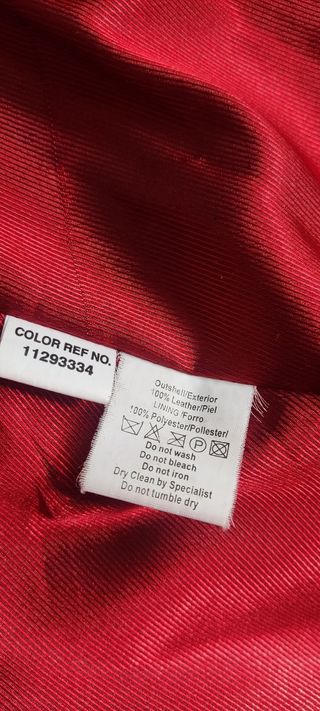 COLOR REF NO.
11293334
Outshell/Exterior
100% Leather/Piel
LINING/Forro
100% Polyester/Pollester/
Do not wash
Do not bleach
Do not iron
Dry Clean by Specialist
Do not tumble dry